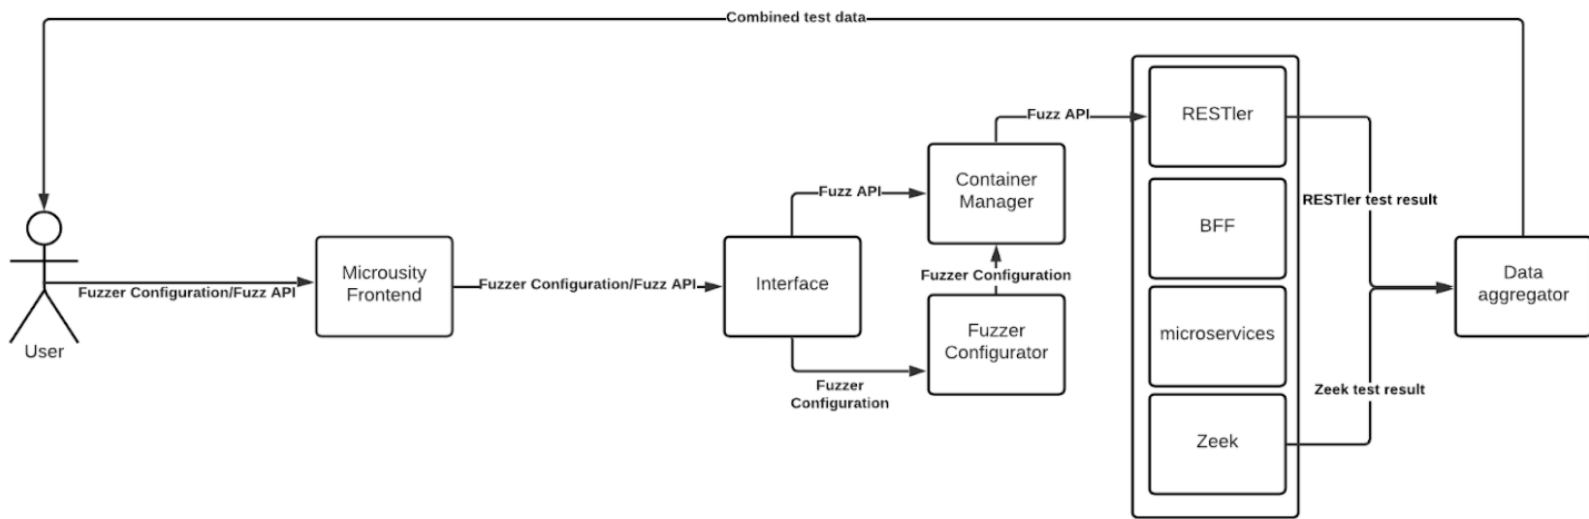 Combined test data
User
Fuzzer Configuration/Fuzz API
Microusity
Frontend
Fuzzer Configuration/Fuzz API
Interface
Fuzz API
Fuzzer
Configuration
Container
Manager
Fuzzer Configuration
Fuzzer
Configurator
Fuzz API
RESTler
BFF
microservices
Zeek
RESTler test result
Zeek test result
Data
aggregator